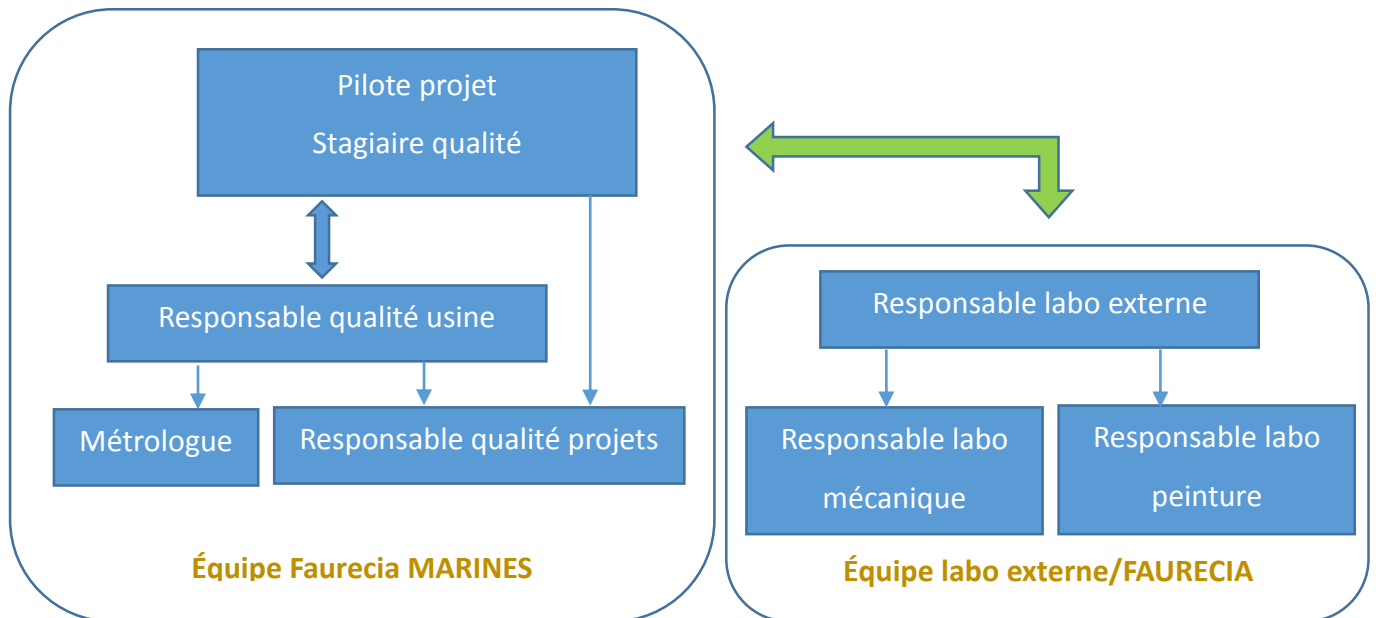 Pilote projet
Stagiaire qualité
Responsable qualité usine
Métrologue
Responsable qualité projets
Équipe Faurecia MARINES
Responsable labo externe
Responsable labo
mécanique
Responsable labo
peinture
Équipe labo externe/FAURECIA